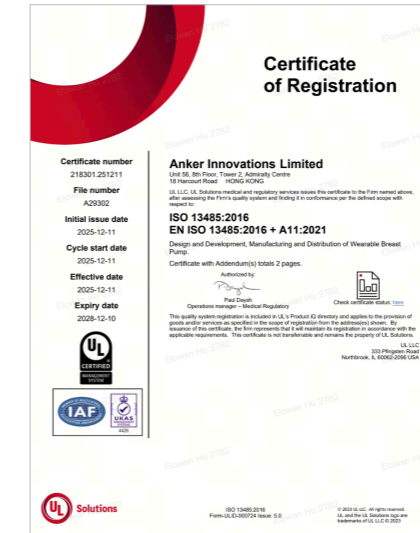 Certificate
of Registration
Certificate number
218301.251211
File number
A29302
Initial issue date
2025-12-11
Cycle start date
2025-12-11
Effective date
2025-12-11
Expiry date
2028-12-10
UL
CERTIFIED
MANAGEMENT
SYSTEM
IAF
UKAS
MANAGEMENT
SYSTEMS
Anker Innovations Limited
Unit 56, 8th Floor, Tower 2, Admiralty Centre
18 Harcourt Road HONG KONG
UL LLC, UL Solutions medical and regulatory services issues this certificate to the Firm named above,
after assessing the Firm's quality system and finding it in conformance per the defined scope with
respect to:
ISO 13485:2016
EN ISO 13485:2016 + A11:2021
Design and Development, Manufacturing and Distribution of Wearable Breast
Pump.
Certificate with Addendum(s) totals 2 pages.
Authorized by:
Paul Daysh
Operations manager – Medical Regulatory
Check certificate status: here
This quality system registration is included in UL's Product iQ directory and applies to the provision of
goods and/or services as specified in the scope of registration from the address(es) shown. By
issuance of this certificate, the firm represents that it will maintain its registration in accordance with the
applicable requirements. This certificate is not transferable and remains the property of UL Solutions.
UL LLC
333 Pfingsten Road
Northbrook, IL 60062-2096 USA
UL Solutions
ISO 13485:2016
Form-ULID-000724 Issue: 5.0
© 2023 UL LLC. All rights reserved.
UL and the UL Solutions logo are
trademarks of UL LLC © 2023
Elowen Hu 2762